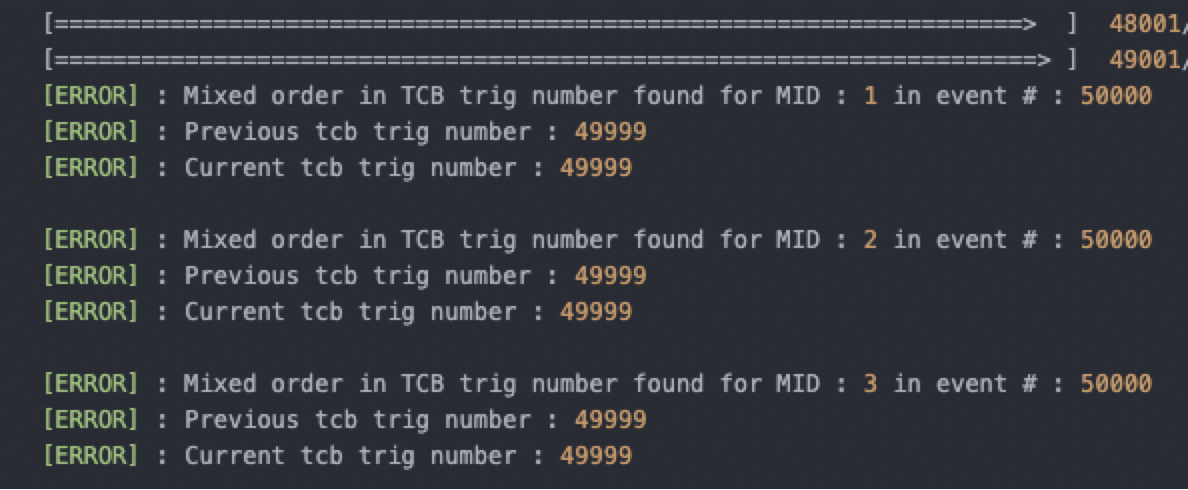 [===================================================================>  ]  48001/
[====================================================================> ]  49001/
[ERROR] : Mixed order in TCB trig number found for MID : 1 in event # : 50000
[ERROR] : Previous tcb trig number : 49999
[ERROR] : Current tcb trig number : 49999
[ERROR] : Mixed order in TCB trig number found for MID : 2 in event # : 50000
[ERROR] : Previous tcb trig number : 49999
[ERROR] : Current tcb trig number : 49999
[ERROR] : Mixed order in TCB trig number found for MID : 3 in event # : 50000
[ERROR] : Previous tcb trig number : 49999
[ERROR] : Current tcb trig number : 49999